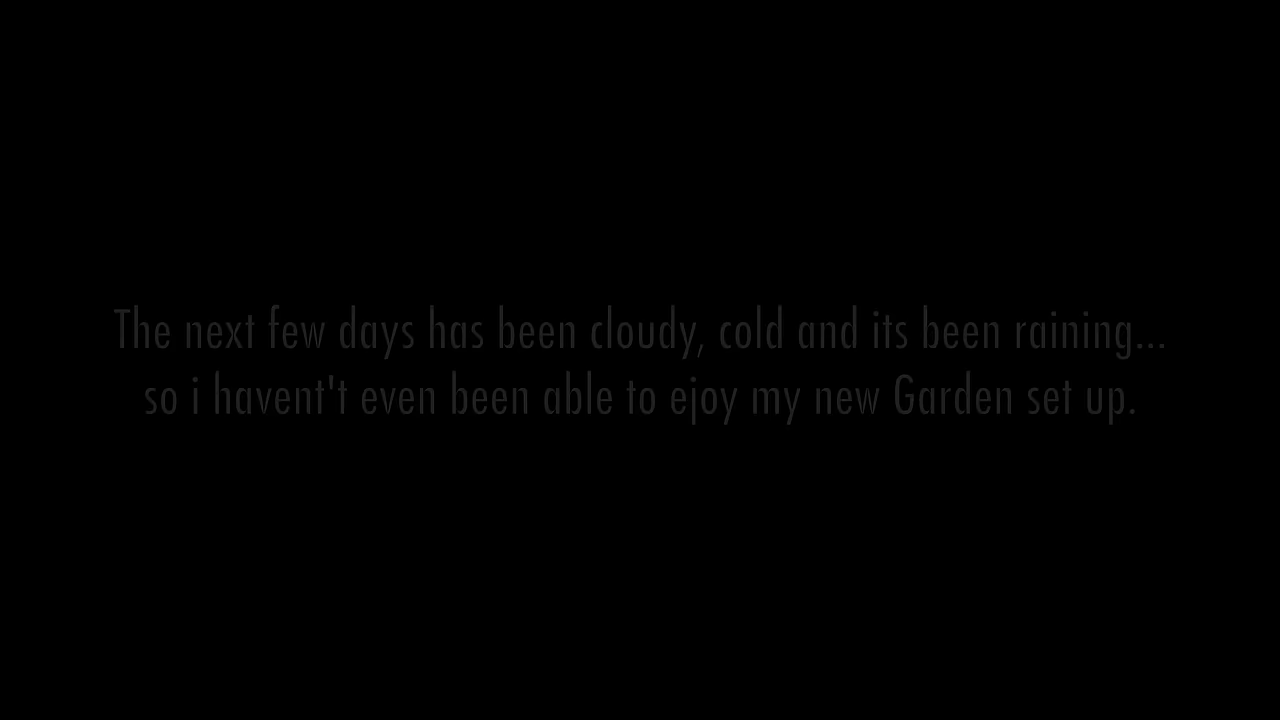 The next few days has been cloudy, cold and its been raining...
so i havent't even been able to ejoy my new Garden set up.